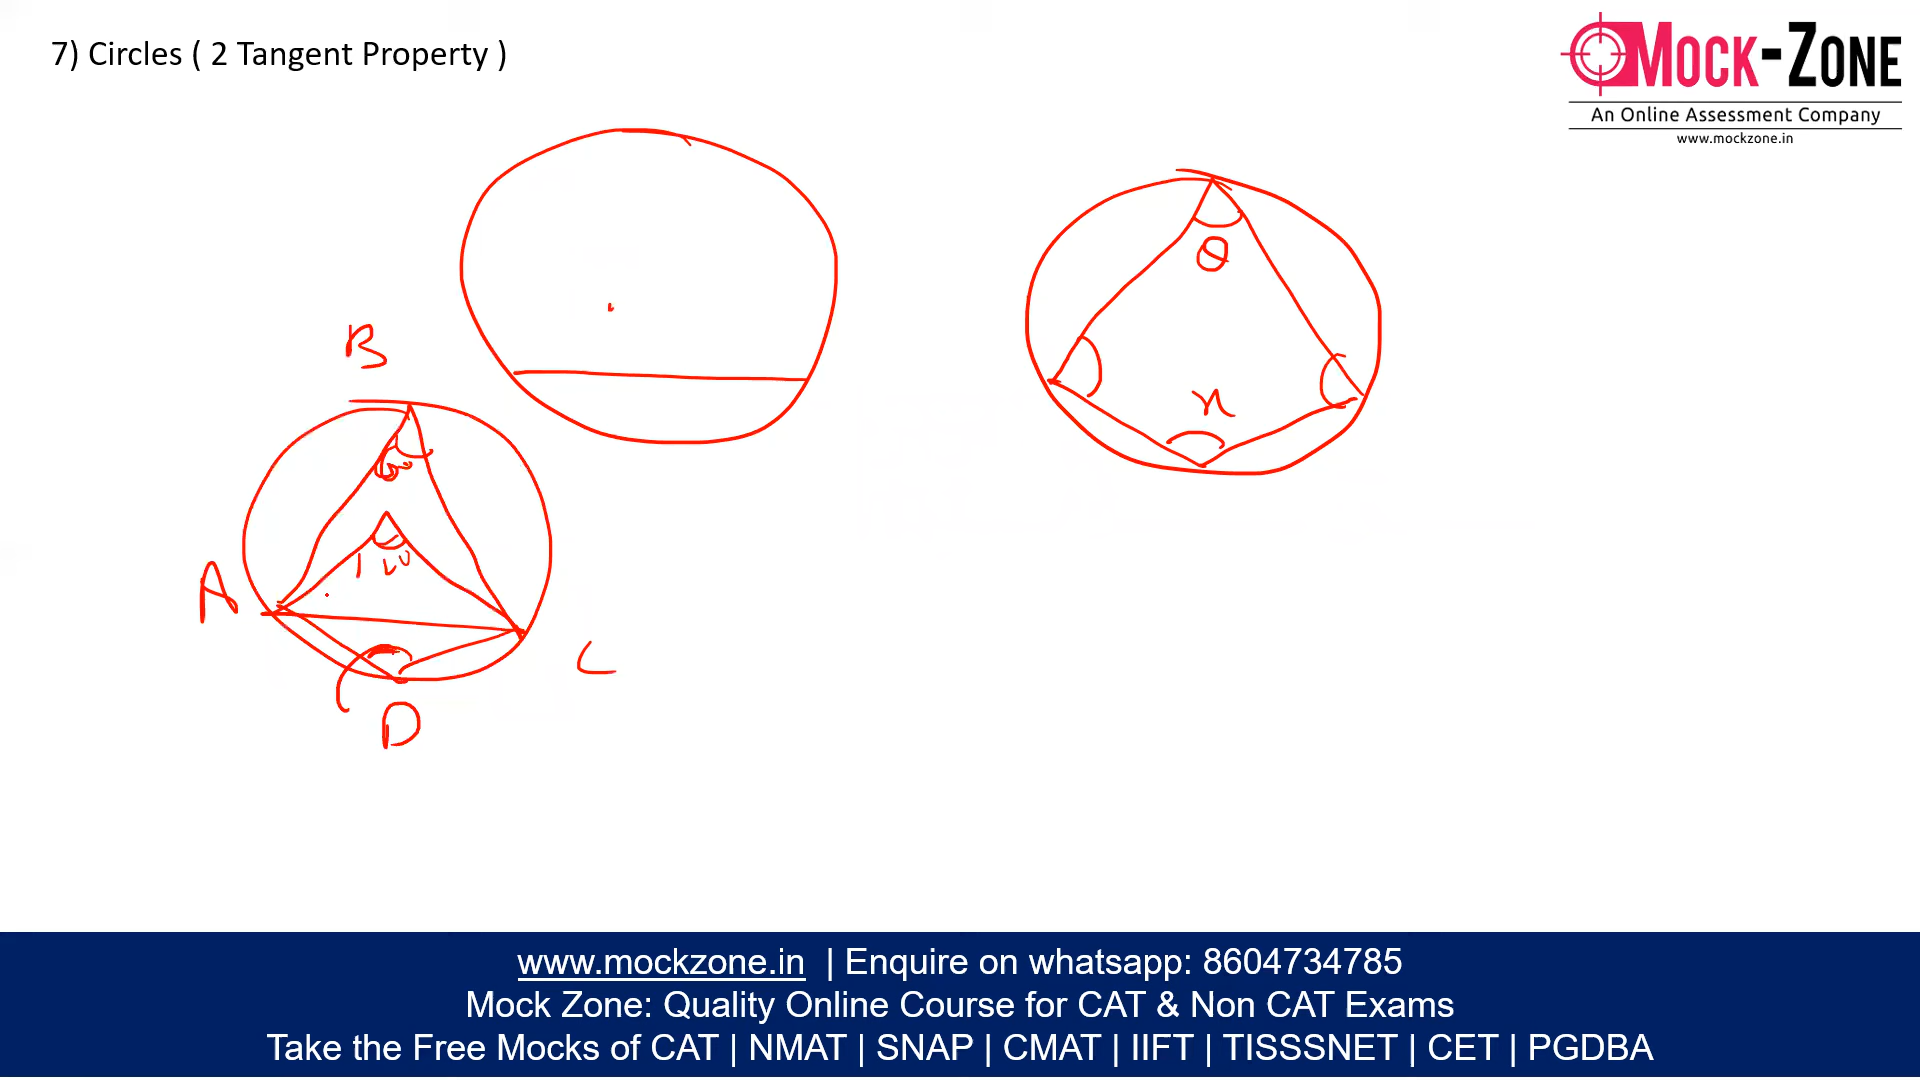 7) Circles ( 2 Tangent Property )
MOCK-ZONE
An Online Assessment Company
www.mockzone.in
θ
B
x
60
120
A
C
D
www.mockzone.in | Enquire on whatsapp: 8604734785
Mock Zone: Quality Online Course for CAT & Non CAT Exams
Take the Free Mocks of CAT | NMAT | SNAP | CMAT | IIFT | TISSSNET | CET | PGDBA